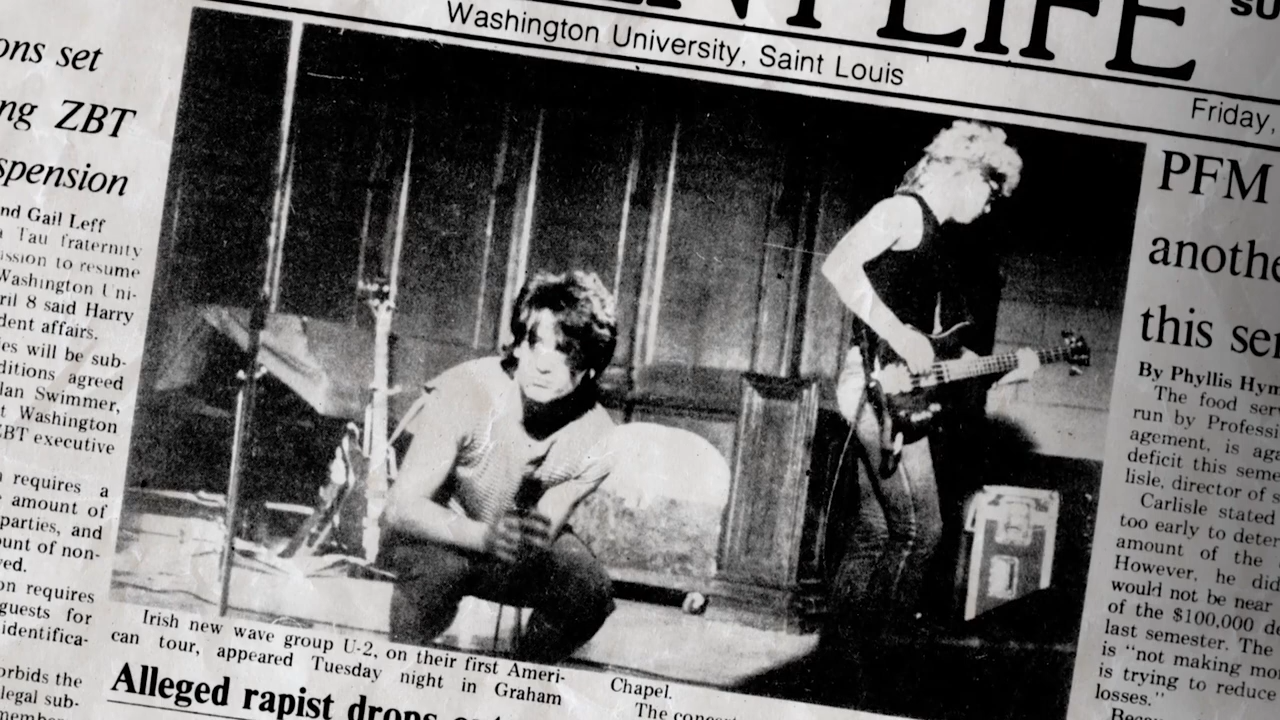 LIFE
SU
Washington University, Saint Louis
Friday,
ons set
ng ZBT
spension
nd Gail Leff
a Tau fraternity
ission to resume
Washington Uni-
ril 8 said Harry
dent affairs.
es will be sub-
ditions agreed
lan Swimmer,
t Washington
ZBT executive
requires a
amount of
parties, and
unt of non-
ved.
on requires
guests for
identifica-
orbids the
legal sub-
Irish new wave group U-2, on their first Ameri-
can tour, appeared Tuesday night in Graham
Chapel.
Alleged rapist drops
The concert
PFM
anothe
this se
By Phyllis Hym
The food ser
run by Professi
agement, is aga
deficit this seme
lisle, director of s
Carlisle stated
too early to deter
amount of the
However, he did
would not be near
of the $100,000 de
last semester. The
is "not making mo
is trying to reduce
losses."